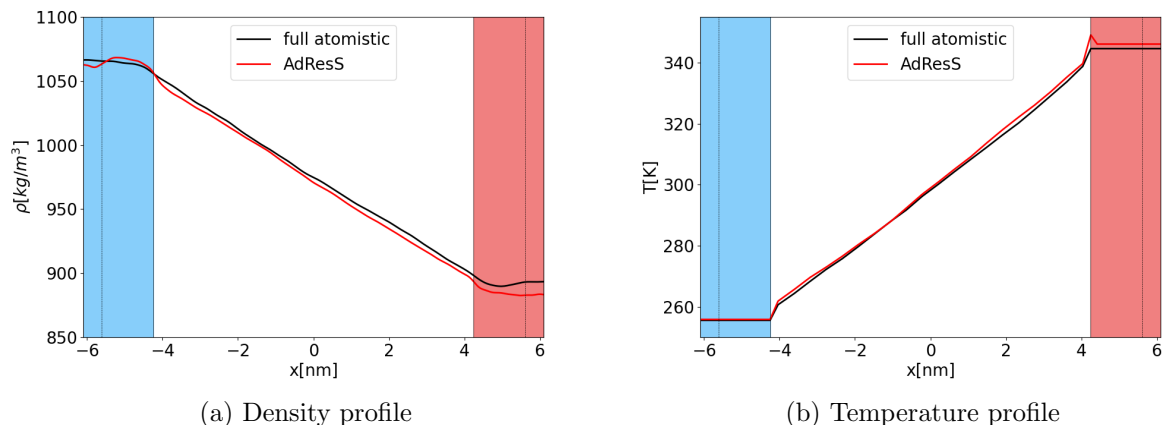 1100
1050
1000
950
900
850
ρ[kg/m³]
full atomistic
AdResS
−6 −4 −2 0 2 4 6
x[nm]
(a) Density profile
340
320
300
280
260
T[K]
full atomistic
AdResS
−6 −4 −2 0 2 4 6
x[nm]
(b) Temperature profile